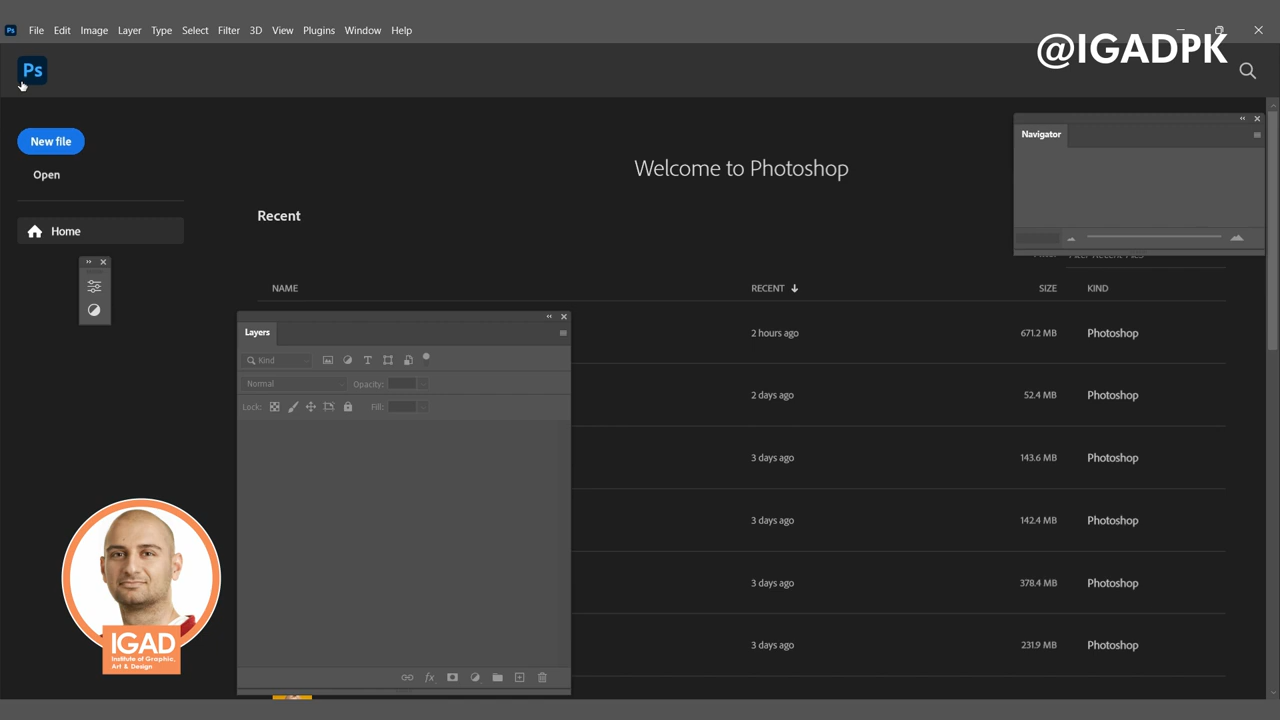 Ps File Edit Image Layer Type Select Filter 3D View Plugins Window Help
@IGADPK
Ps
New file
Open
Home
Welcome to Photoshop
Recent
Navigator
NAME RECENT SIZE KIND
2 hours ago 671.2 MB Photoshop
2 days ago 52.4 MB Photoshop
3 days ago 143.6 MB Photoshop
3 days ago 142.4 MB Photoshop
3 days ago 378.4 MB Photoshop
3 days ago 231.9 MB Photoshop
Layers
Kind
Normal Opacity:
Lock: Fill:
fx
IGAD
Institute of Graphic,
Art & Design